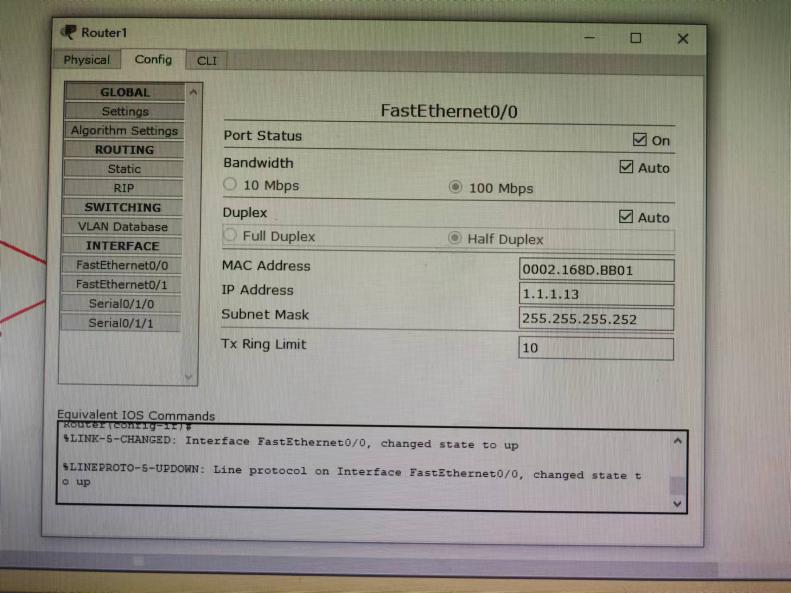 Router1
Physical Config CLI
GLOBAL
Settings
Algorithm Settings
ROUTING
Static
RIP
SWITCHING
VLAN Database
INTERFACE
FastEthernet0/0
FastEthernet0/1
Serial0/1/0
Serial0/1/1
FastEthernet0/0
Port Status On
Bandwidth Auto
10 Mbps 100 Mbps
Duplex Auto
Full Duplex Half Duplex
MAC Address 0002.168D.BB01
IP Address 1.1.1.13
Subnet Mask 255.255.255.252
Tx Ring Limit 10
Equivalent IOS Commands
Router(config-if)#
%LINK-5-CHANGED: Interface FastEthernet0/0, changed state to up
%LINEPROTO-5-UPDOWN: Line protocol on Interface FastEthernet0/0, changed state t
o up